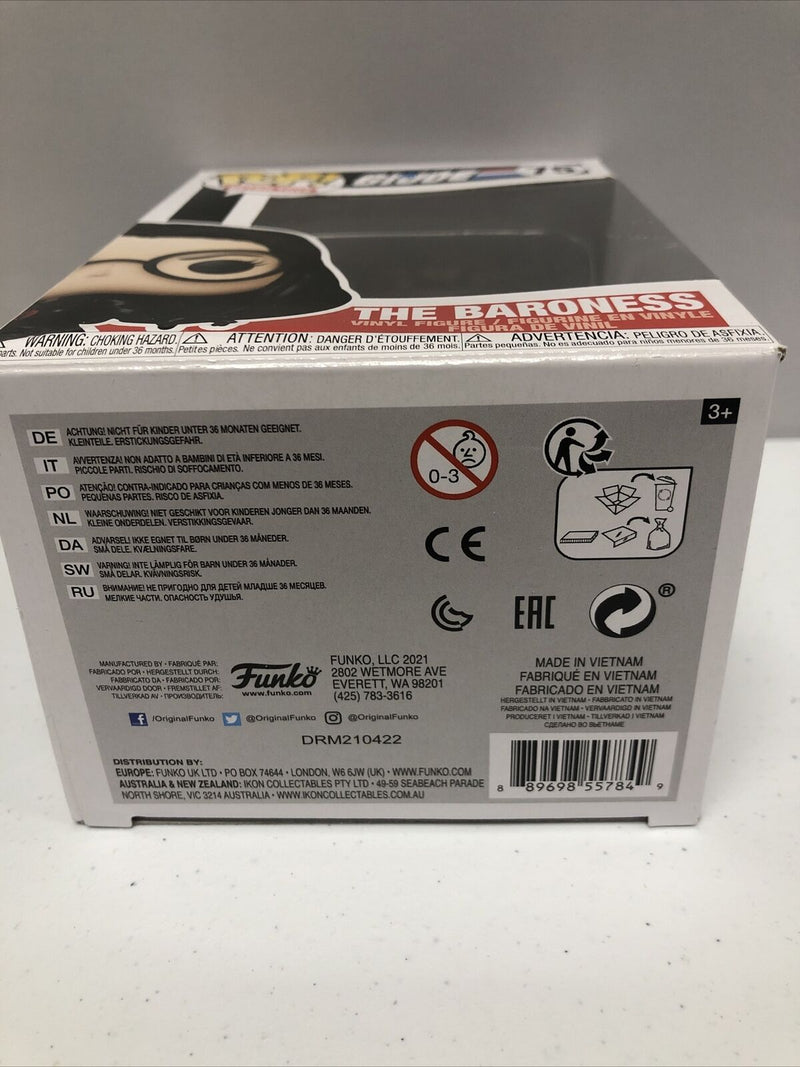 POP!
G.I. JOE
75
THE BARONESS
VINYL FIGURE / FIGURINE EN VINYLE
FIGURA DE VINIL
WARNING: CHOKING HAZARD. ATTENTION: DANGER D'ÉTOUFFEMENT. ADVERTENCIA: PELIGRO DE ASFIXIA.
parts. Not suitable for children under 36 months. Petites pièces. Ne convient pas aux enfants de moins de 36 mois. Partes pequeñas. No es adecuado para niños menores de 36 meses.
3+
DE ACHTUNG! NICHT FÜR KINDER UNTER 36 MONATEN GEEIGNET.
KLEINTEILE. ERSTICKUNGSGEFAHR.
IT AVVERTENZA! NON ADATTO A BAMBINI DI ETÀ INFERIORE A 36 MESI.
PICCOLE PARTI. RISCHIO DI SOFFOCAMENTO.
PO ATENÇÃO! CONTRA-INDICADO PARA CRIANÇAS COM MENOS DE 36 MESES.
PEQUENAS PARTES. RISCO DE ASFIXIA.
NL WAARSCHUWING! NIET GESCHIKT VOOR KINDEREN JONGER DAN 36 MAANDEN.
KLEINE ONDERDELEN. VERSTIKKINGSGEVAAR.
DA ADVARSEL! IKKE EGNET TIL BØRN UNDER 36 MÅNEDER.
SMÅ DELE. KVÆLNINGSFARE.
SW VARNING! INTE LÄMPLIG FÖR BARN UNDER 36 MÅNADER.
SMÅ DELAR. KVÄVNINGSRISK.
RU ВНИМАНИЕ! НЕ ПРИГОДНО ДЛЯ ДЕТЕЙ МЛАДШЕ 36 МЕСЯЦЕВ.
МЕЛКИЕ ЧАСТИ. ОПАСНОСТЬ УДУШЬЯ.
0-3
CE
EAC
®
MANUFACTURED BY • FABRIQUÉ PAR:
FABRICADO POR • HERGESTELLT DURCH:
FABBRICATO DA • FABRICADO POR:
VERVAARDIGD DOOR • FREMSTILLET AF:
TILLVERKAD AV • ПРОИЗВОДИТЕЛЬ:
Funko
www.funko.com
FUNKO, LLC 2021
2802 WETMORE AVE
EVERETT, WA 98201
(425) 783-3616
/OriginalFunko @OriginalFunko @OriginalFunko
DRM210422
MADE IN VIETNAM
FABRIQUÉ EN VIETNAM
FABRICADO EN VIETNAM
HERGESTELLT IN VIETNAM • FABBRICATO IN VIETNAM
FABRICADO NA VIETNAM • VERVAARDIGD IN VIETNAM
PRODUCERET I VIETNAM • TILLVERKAD I VIETNAM
СДЕЛАНО ВО ВЬЕТНАМЕ
DISTRIBUTION BY:
EUROPE: FUNKO UK LTD • PO BOX 74644 • LONDON, W6 6JW (UK) • WWW.FUNKO.COM
AUSTRALIA & NEW ZEALAND: IKON COLLECTABLES PTY LTD • 49-59 SEABEACH PARADE
NORTH SHORE, VIC 3214 AUSTRALIA • WWW.IKONCOLLECTABLES.COM.AU
8 89698 55784 9